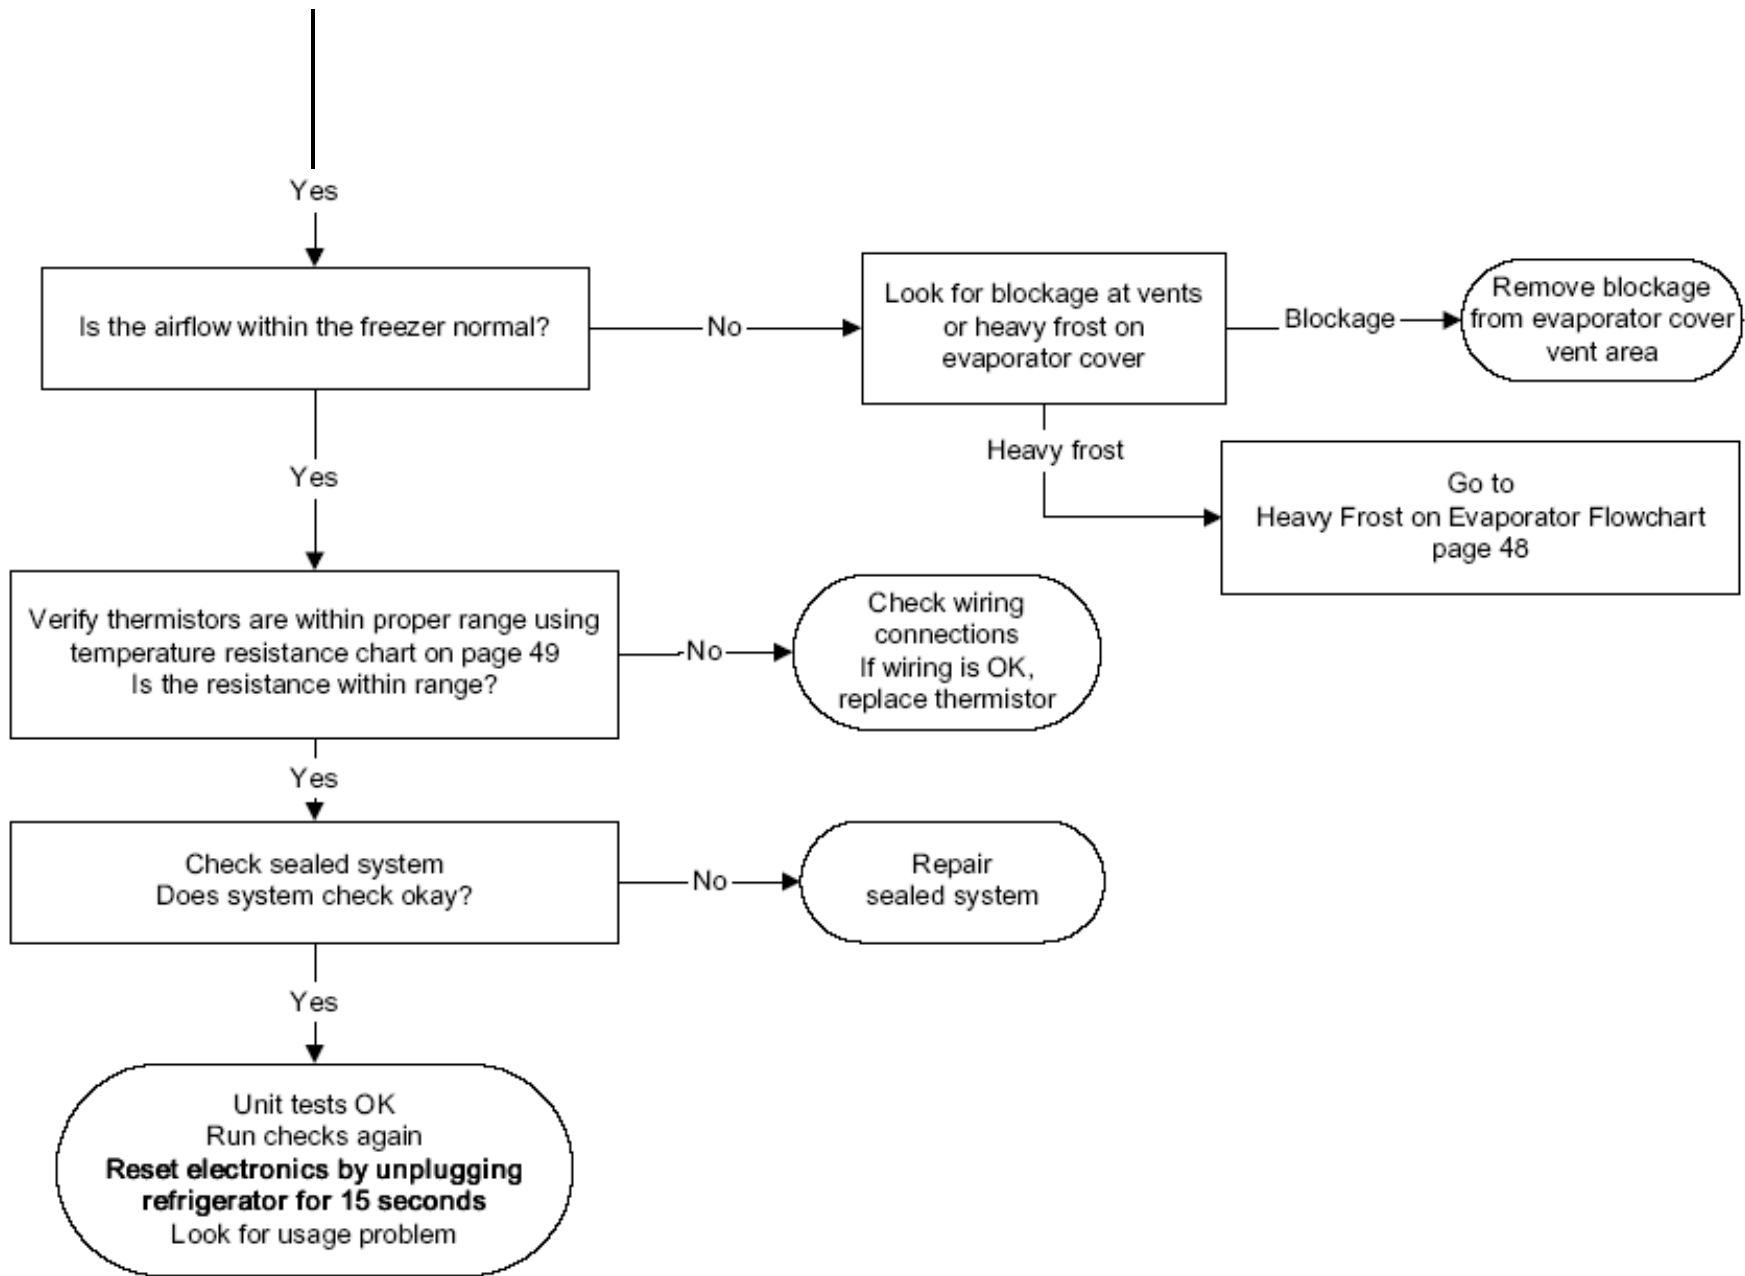 Yes
Is the airflow within the freezer normal?
No
Look for blockage at vents
or heavy frost on
evaporator cover
Blockage
Remove blockage
from evaporator cover
vent area
Heavy frost
Go to
Heavy Frost on Evaporator Flowchart
page 48
Yes
Verify thermistors are within proper range using
temperature resistance chart on page 49
Is the resistance within range?
No
Check wiring
connections
If wiring is OK,
replace thermistor
Yes
Check sealed system
Does system check okay?
No
Repair
sealed system
Yes
Unit tests OK
Run checks again
Reset electronics by unplugging
refrigerator for 15 seconds
Look for usage problem